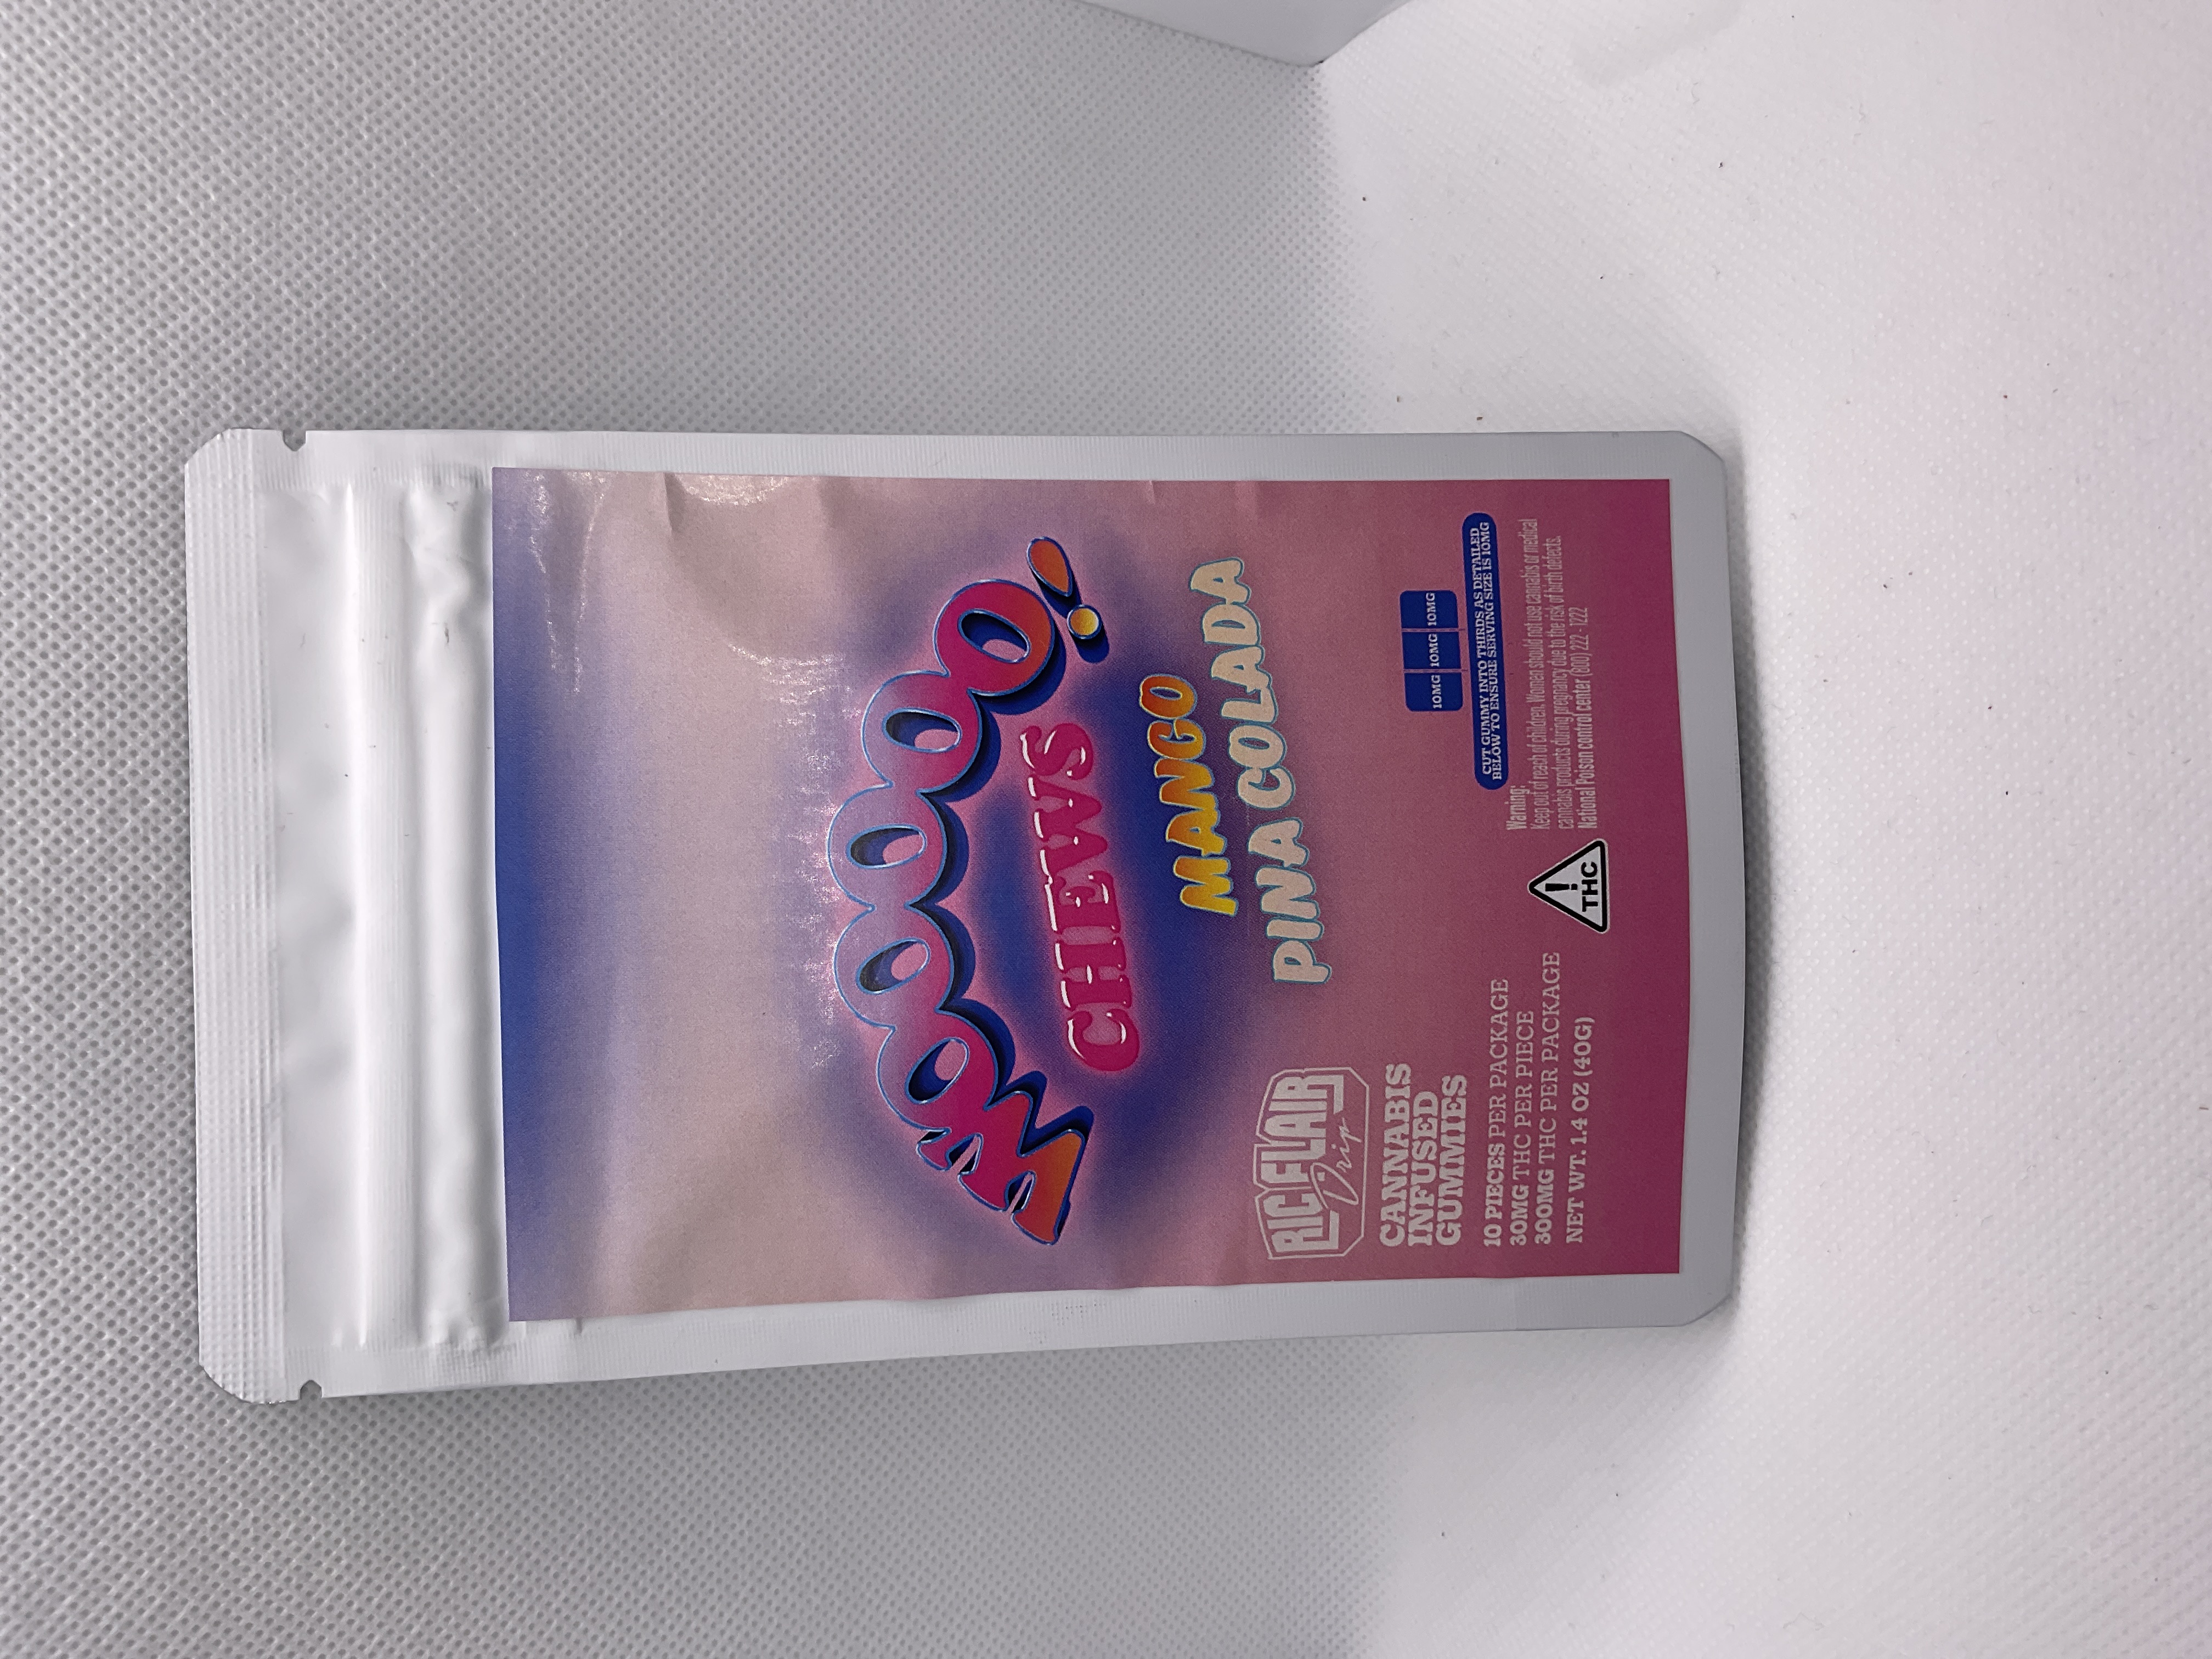 WOOOOOO!
CHEWS
MANGO
PINA COLADA
RIC FLAIR
Drip
CANNABIS
INFUSED
GUMMIES
10 PIECES PER PACKAGE
30MG THC PER PIECE
300MG THC PER PACKAGE
NET WT. 1.4 OZ (40G)
10MG 10MG 10MG
CUT GUMMY INTO THIRDS AS DETAILED
BELOW TO ENSURE SERVING SIZE IS 10MG
Warning:
Keep out of reach of children. Women should not use cannabis or medical
cannabis products during pregnancy due to the risk of birth defects.
National Poison control center (800) 222 - 1222
!
THC